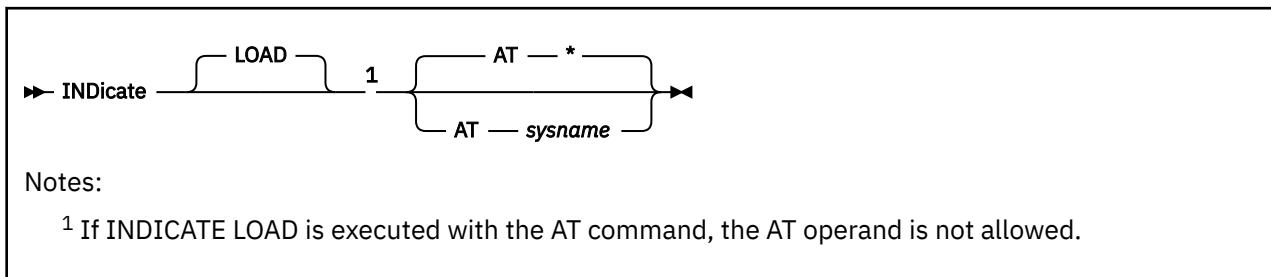 LOAD
AT — *
INDicate
1
AT — sysname
Notes:
1 If INDICATE LOAD is executed with the AT command, the AT operand is not allowed.